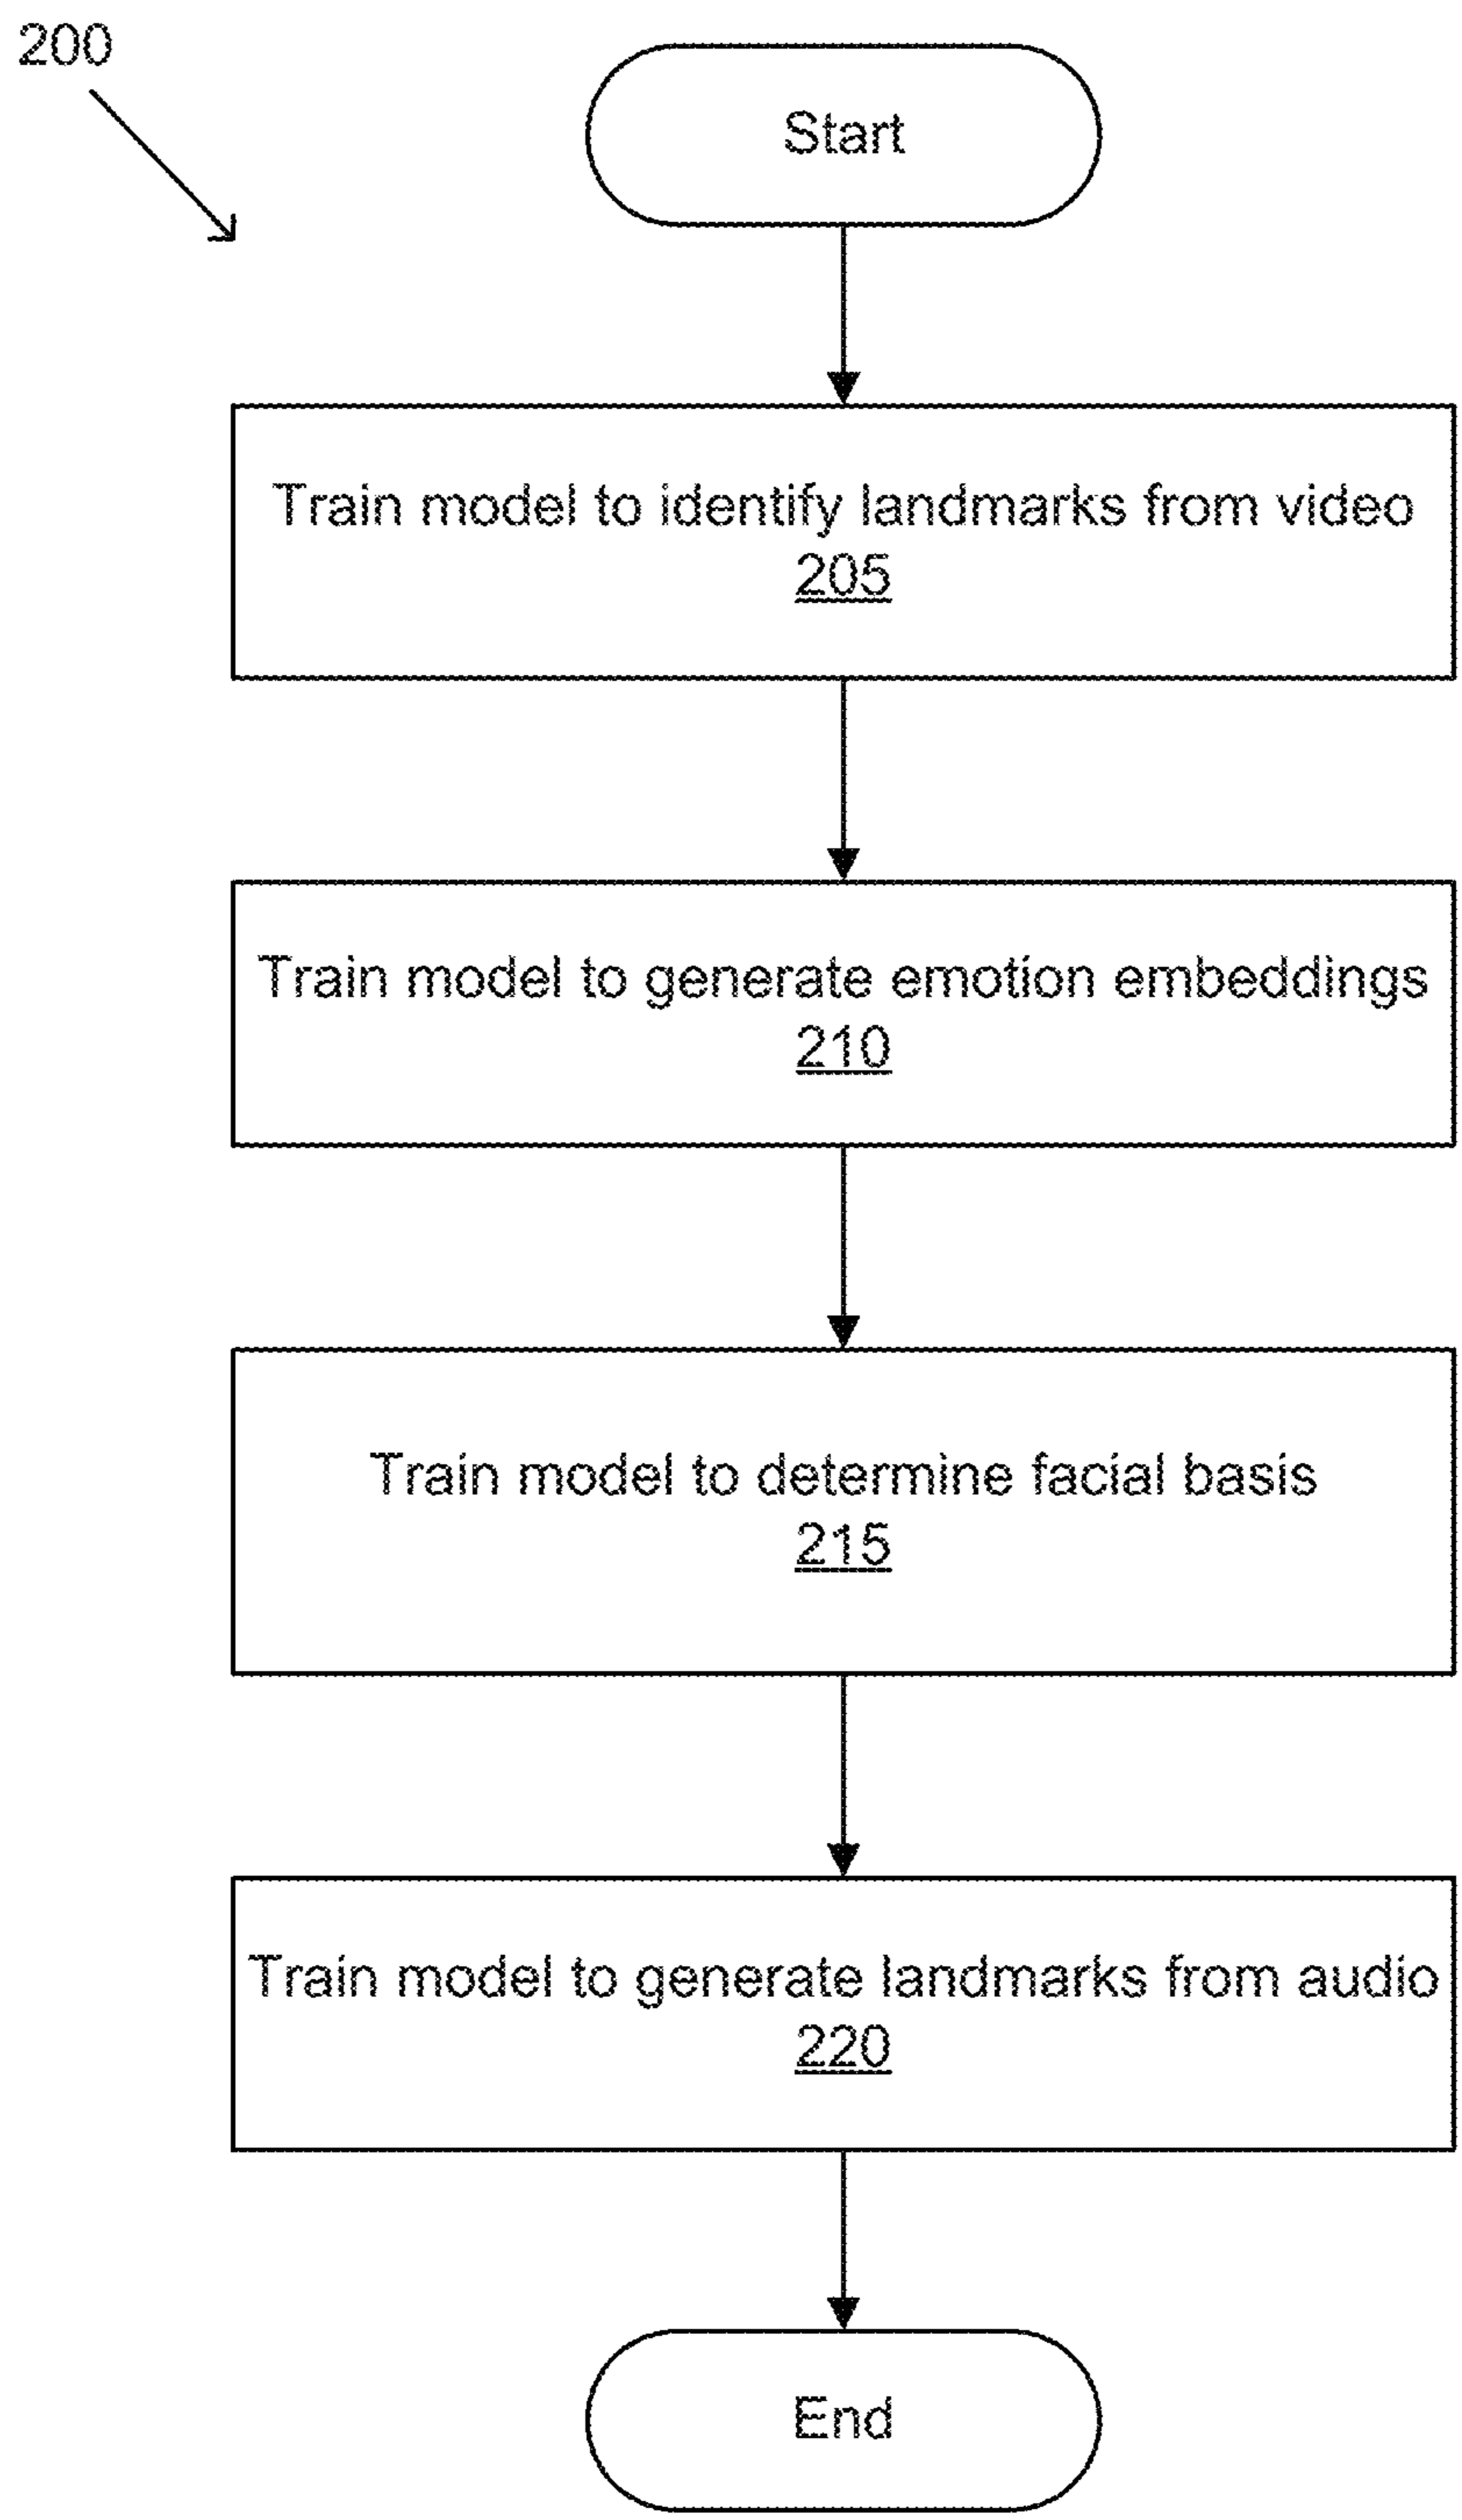 200
Start
Train model to identify landmarks from video
205
Train model to generate emotion embeddings
210
Train model to determine facial basis
215
Train model to generate landmarks from audio
220
End